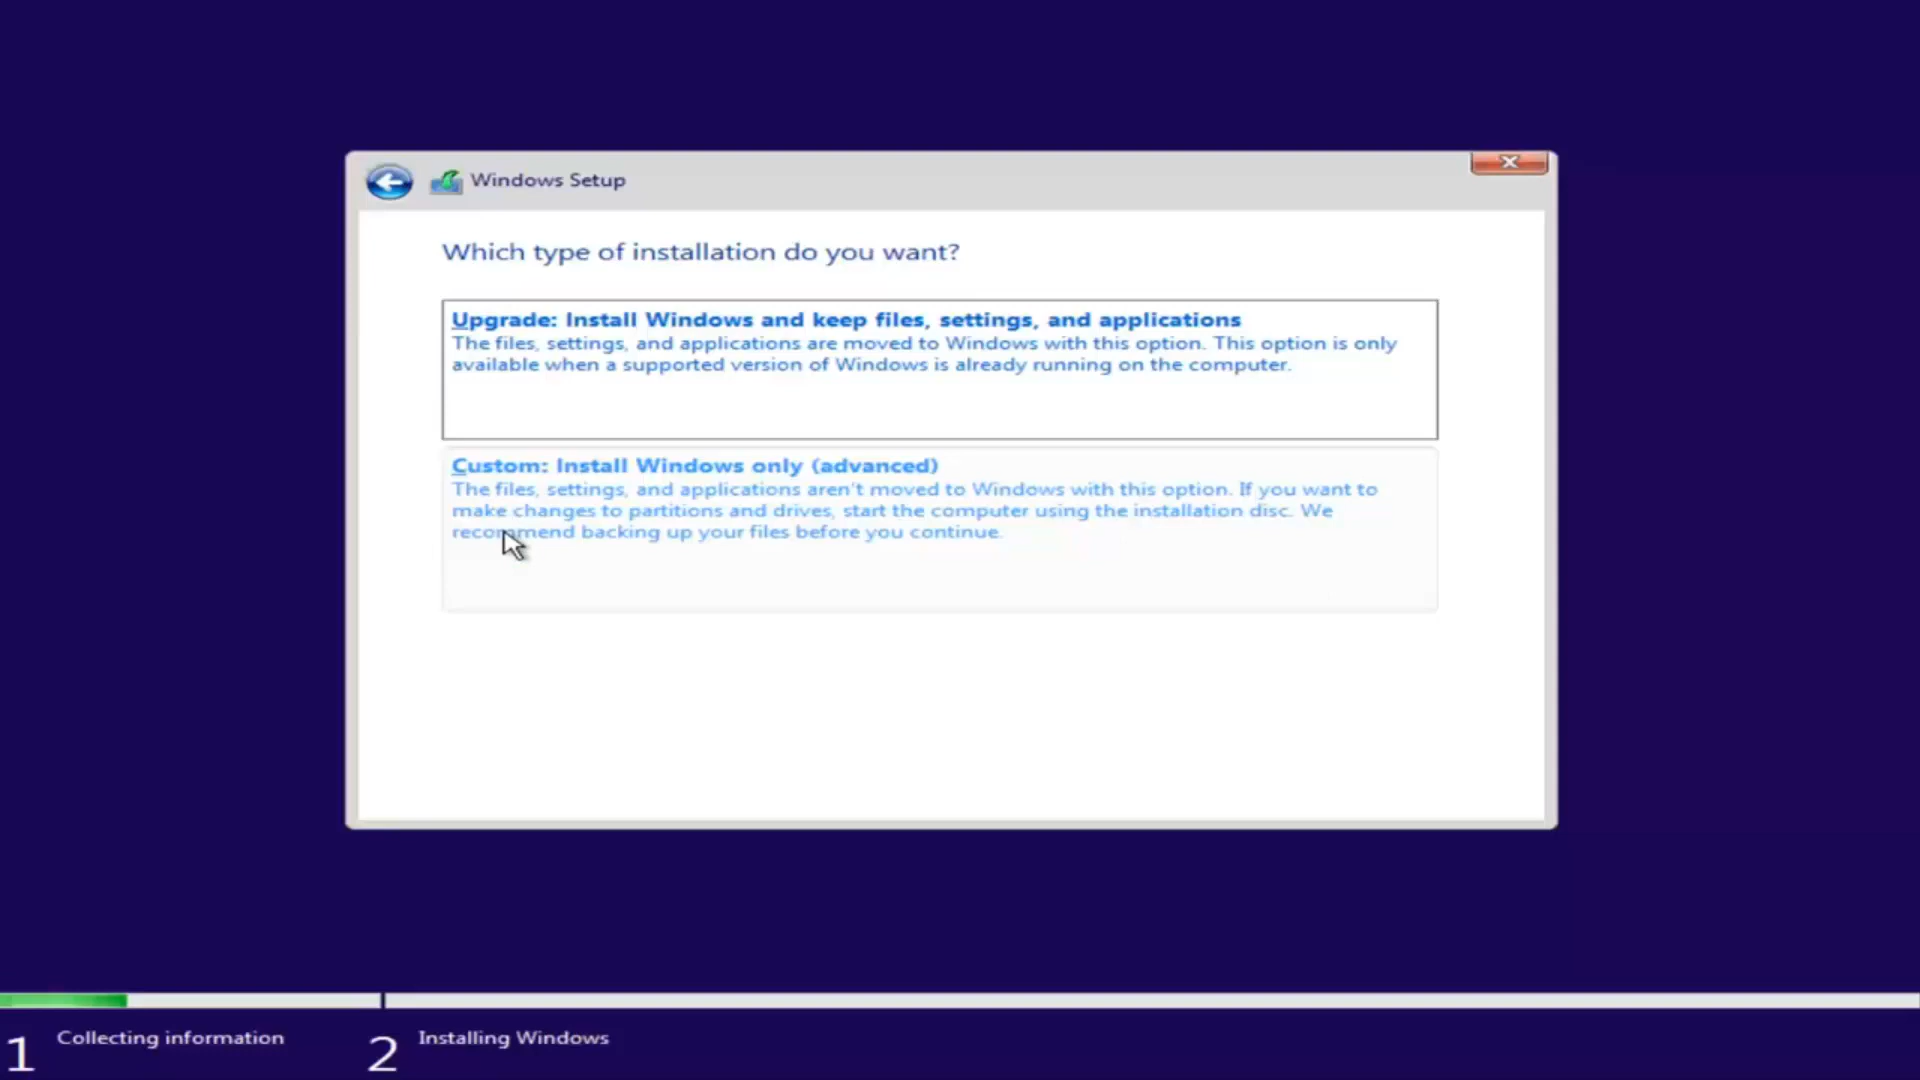 Windows Setup
Which type of installation do you want?
Upgrade: Install Windows and keep files, settings, and applications
The files, settings, and applications are moved to Windows with this option. This option is only
available when a supported version of Windows is already running on the computer.
Custom: Install Windows only (advanced)
The files, settings, and applications aren't moved to Windows with this option. If you want to
make changes to partitions and drives, start the computer using the installation disc. We
recommend backing up your files before you continue.
1 Collecting information
2 Installing Windows